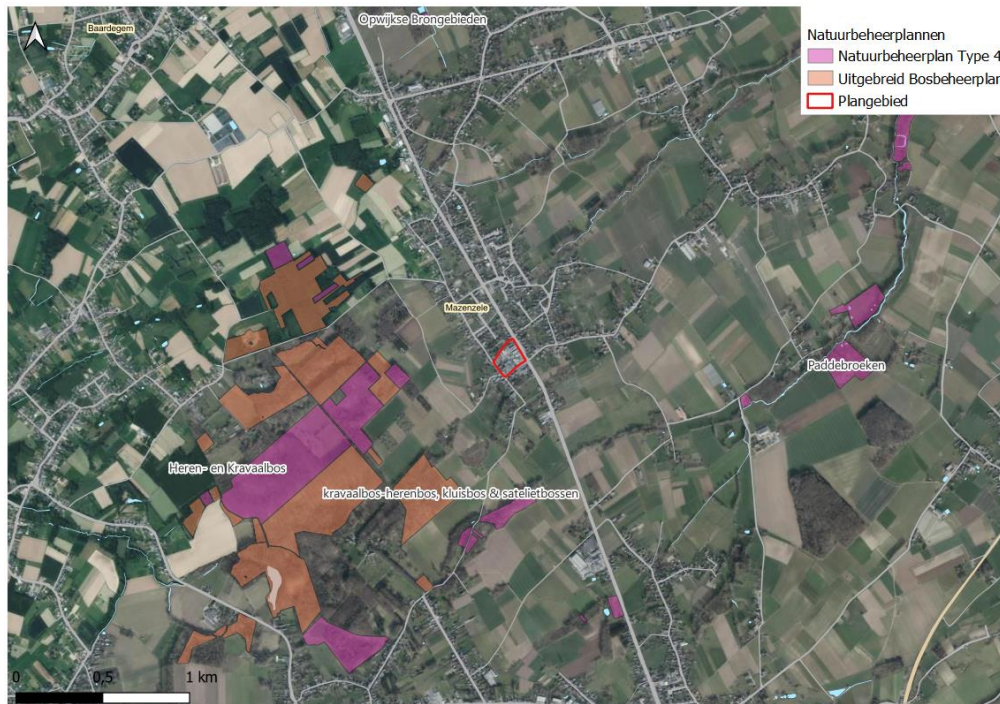 Opwijkse Brongebieden
Baardegem
Natuurbeheerplannen
Natuurbeheerplan Type 4
Uitgebreid Bosbeheerplan
Plangebied
Mazenzele
Paddebroeken
Heren- en Kravaalbos
kravaalbos-herenbos, kluisbos & satelietbossen
0 0,5 1 km